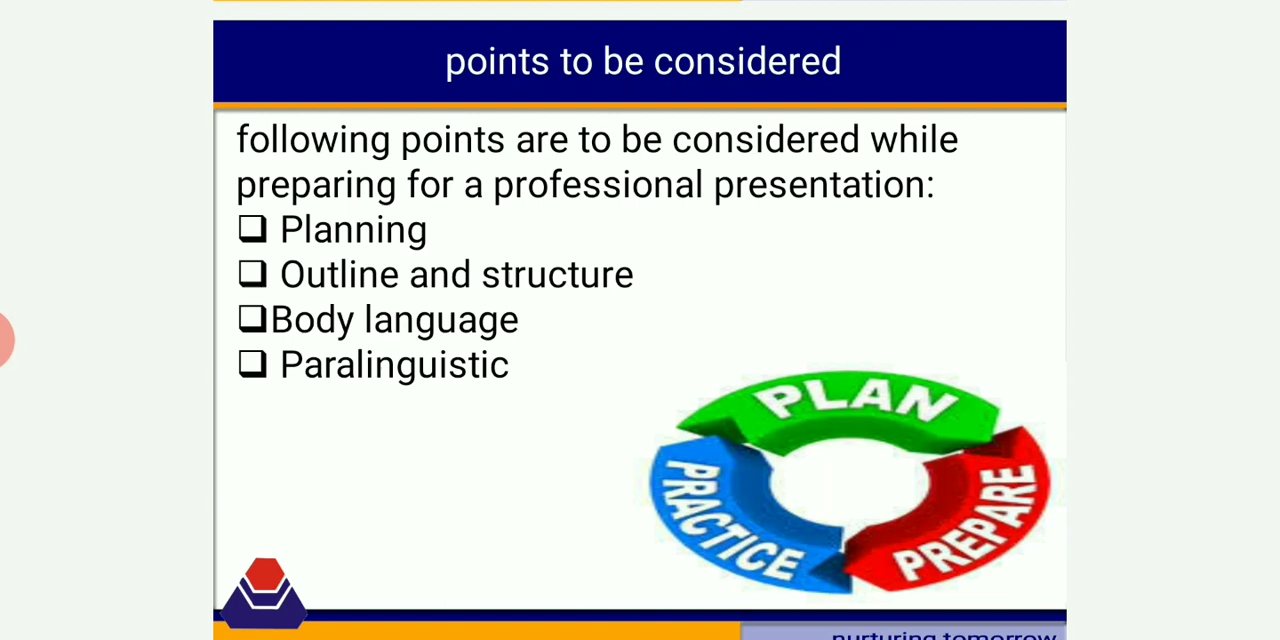 points to be considered
following points are to be considered while
preparing for a professional presentation:
Planning
Outline and structure
Body language
Paralinguistic
PLAN
PREPARE
PRACTICE
nurturing tomorrow